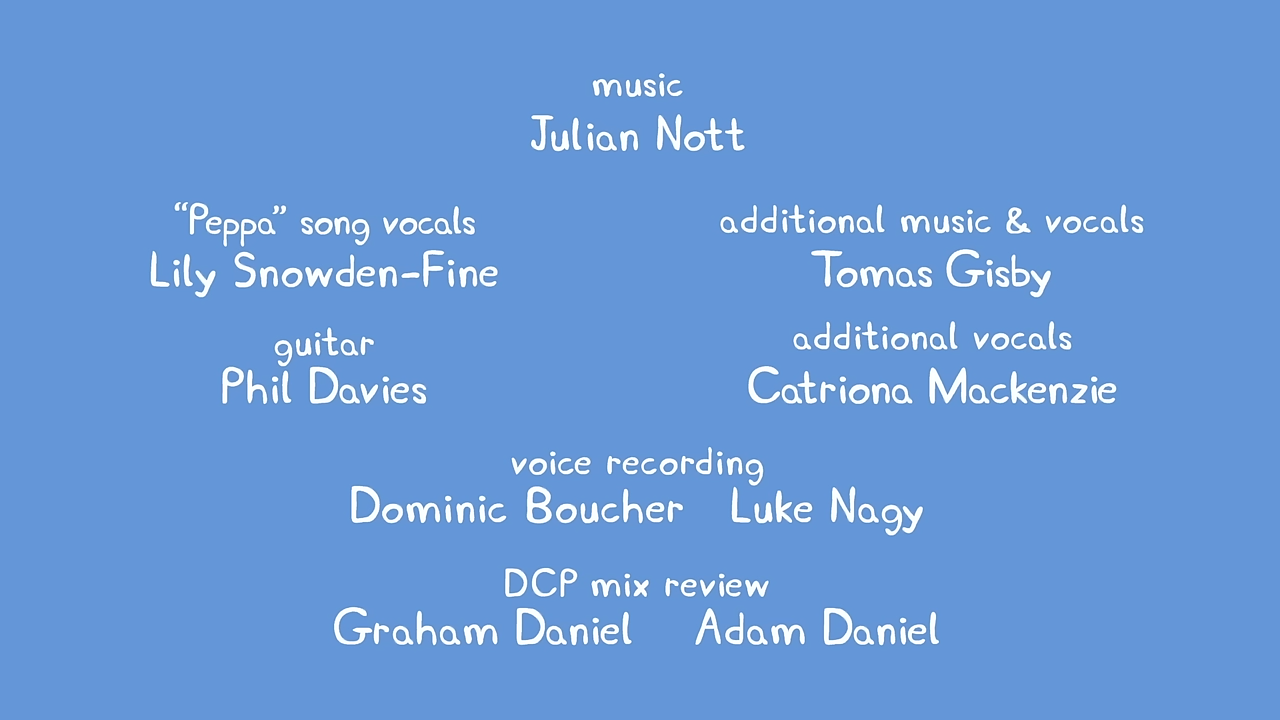 music
Julian Nott
“Peppa” song vocals
Lily Snowden-Fine
additional music & vocals
Tomas Gisby
guitar
Phil Davies
additional vocals
Catriona Mackenzie
voice recording
Dominic Boucher Luke Nagy
DCP mix review
Graham Daniel Adam Daniel